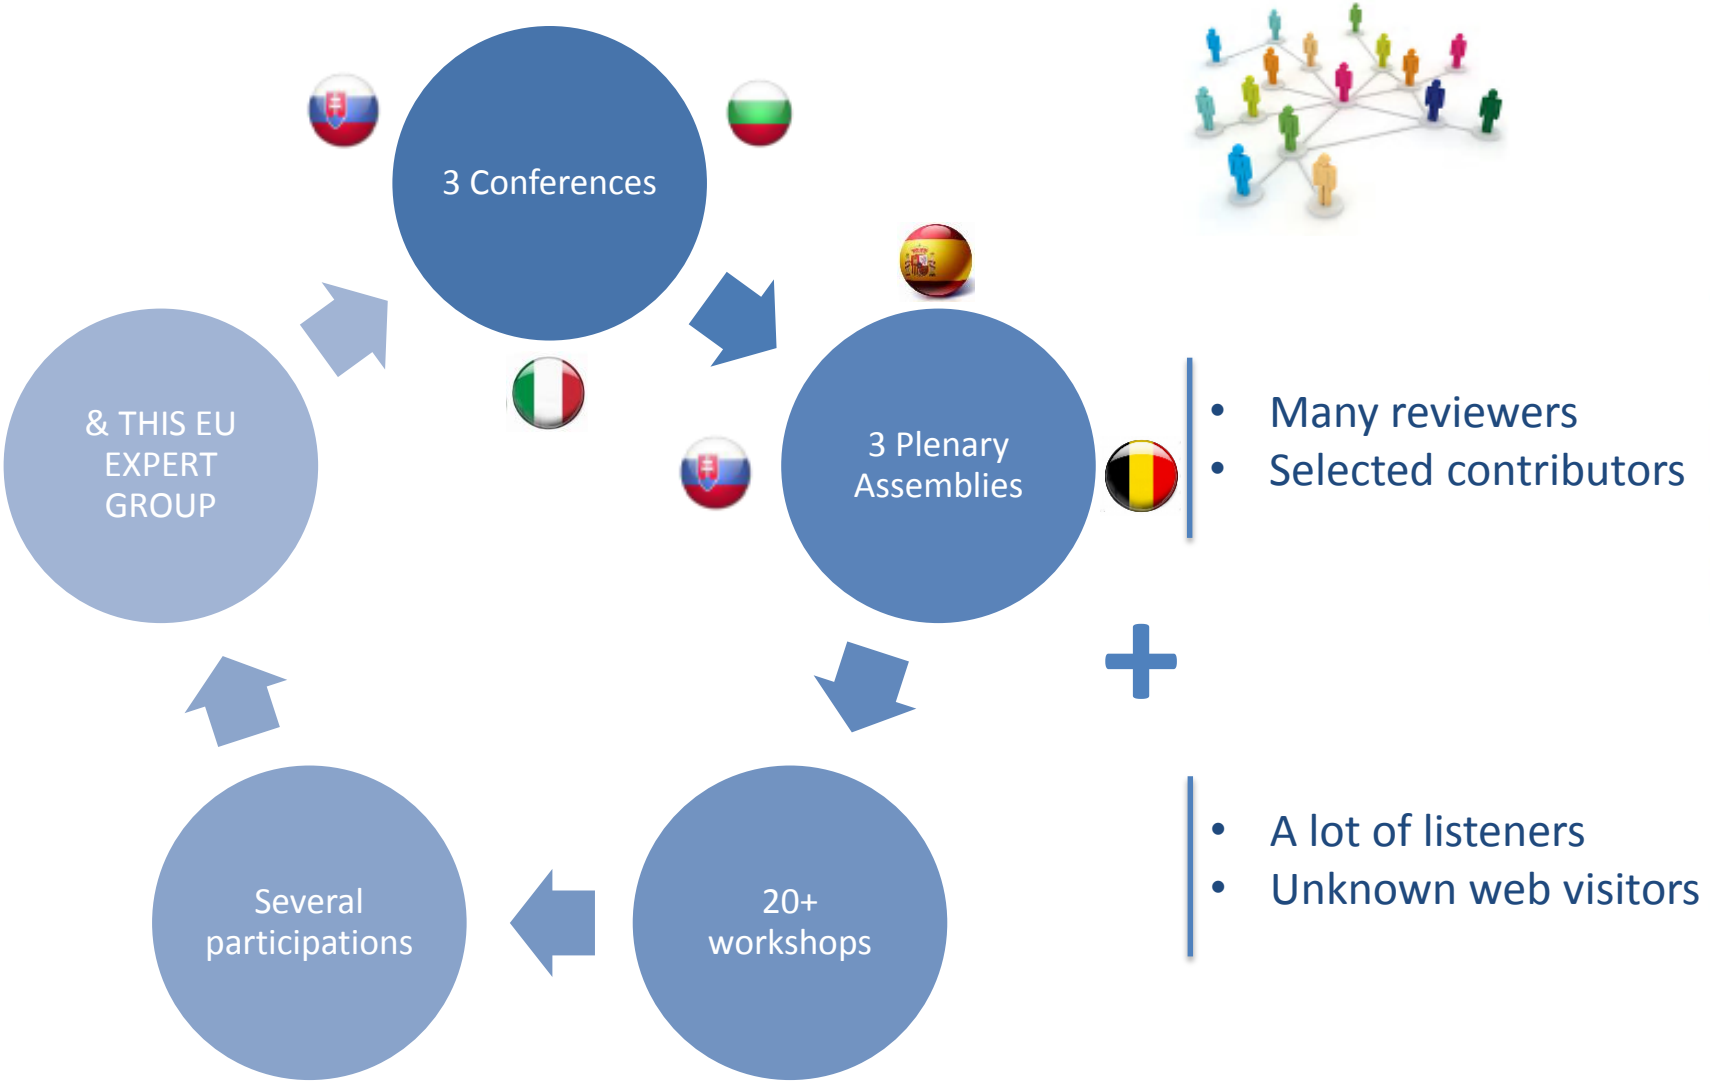 3 Conferences
3 Plenary
Assemblies
20+
workshops
Several
participations
& THIS EU
EXPERT
GROUP
• Many reviewers
• Selected contributors
+
• A lot of listeners
• Unknown web visitors